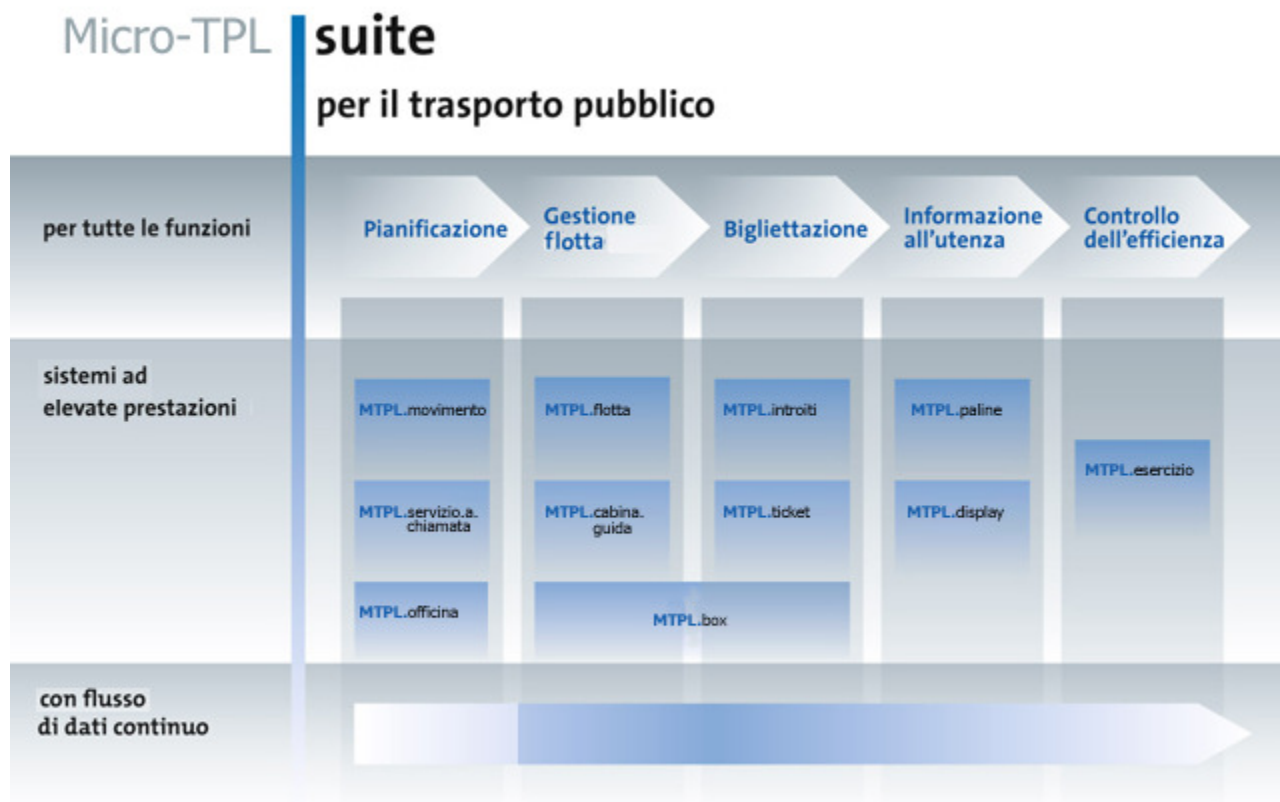 Micro-TPL suite
per il trasporto pubblico
per tutte le funzioni
Pianificazione
Gestione
flotta
Bigliettazione
Informazione
all'utenza
Controllo
dell'efficienza
sistemi ad
elevate prestazioni
MTPL.movimento
MTPL.flotta
MTPL.introiti
MTPL.paline
MTPL.esercizio
MTPL.servizio.a.
chiamata
MTPL.cabina.
guida
MTPL.ticket
MTPL.display
MTPL.officina
MTPL.box
con flusso
di dati continuo